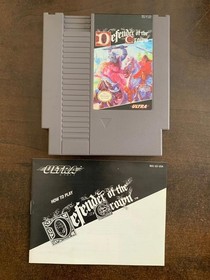 Defender of the
Crown
ULTRA
ULTRA
HOW TO PLAY
Defender of the
Crown